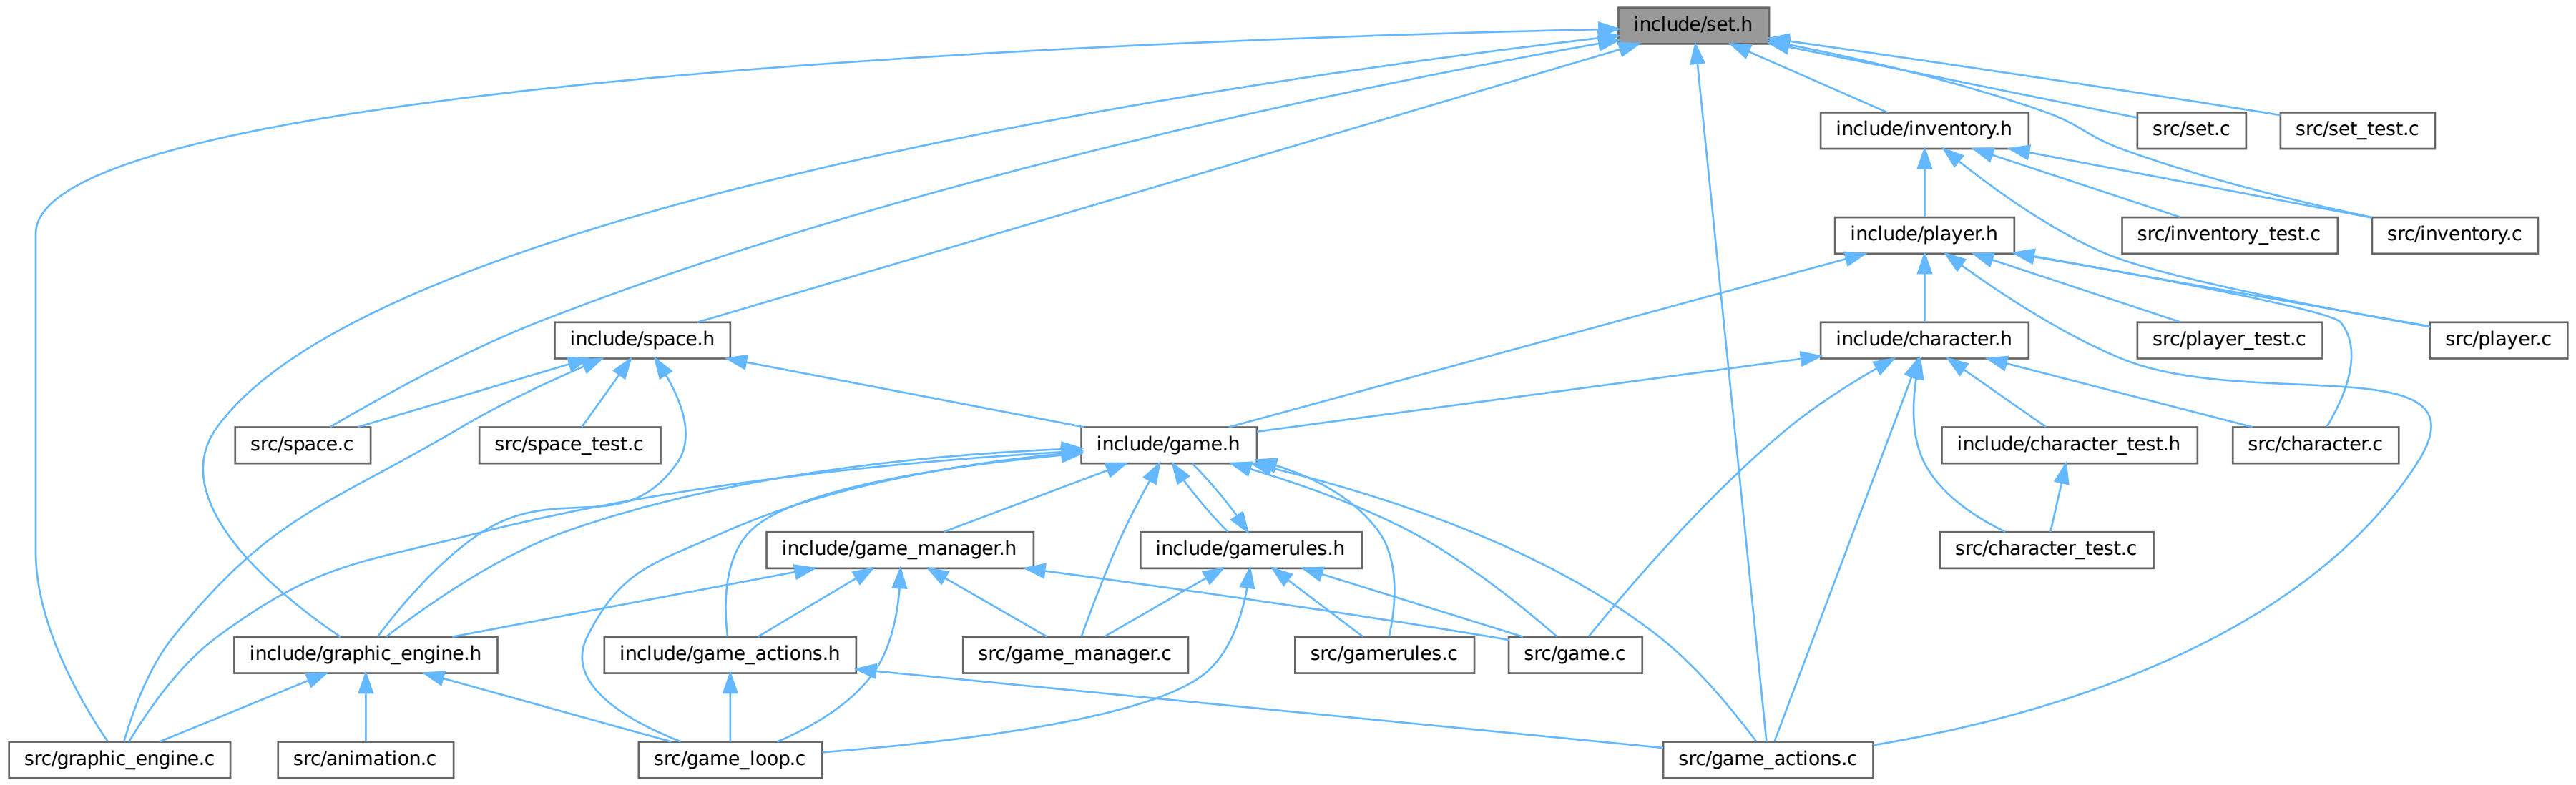 include/set.h
include/inventory.h
src/set.c
src/set_test.c
include/player.h
src/inventory_test.c
src/inventory.c
include/space.h
include/character.h
src/player_test.c
src/player.c
src/space.c
src/space_test.c
include/game.h
include/character_test.h
src/character.c
include/game_manager.h
include/gamerules.h
src/character_test.c
include/graphic_engine.h
include/game_actions.h
src/game_manager.c
src/gamerules.c
src/game.c
src/graphic_engine.c
src/animation.c
src/game_loop.c
src/game_actions.c